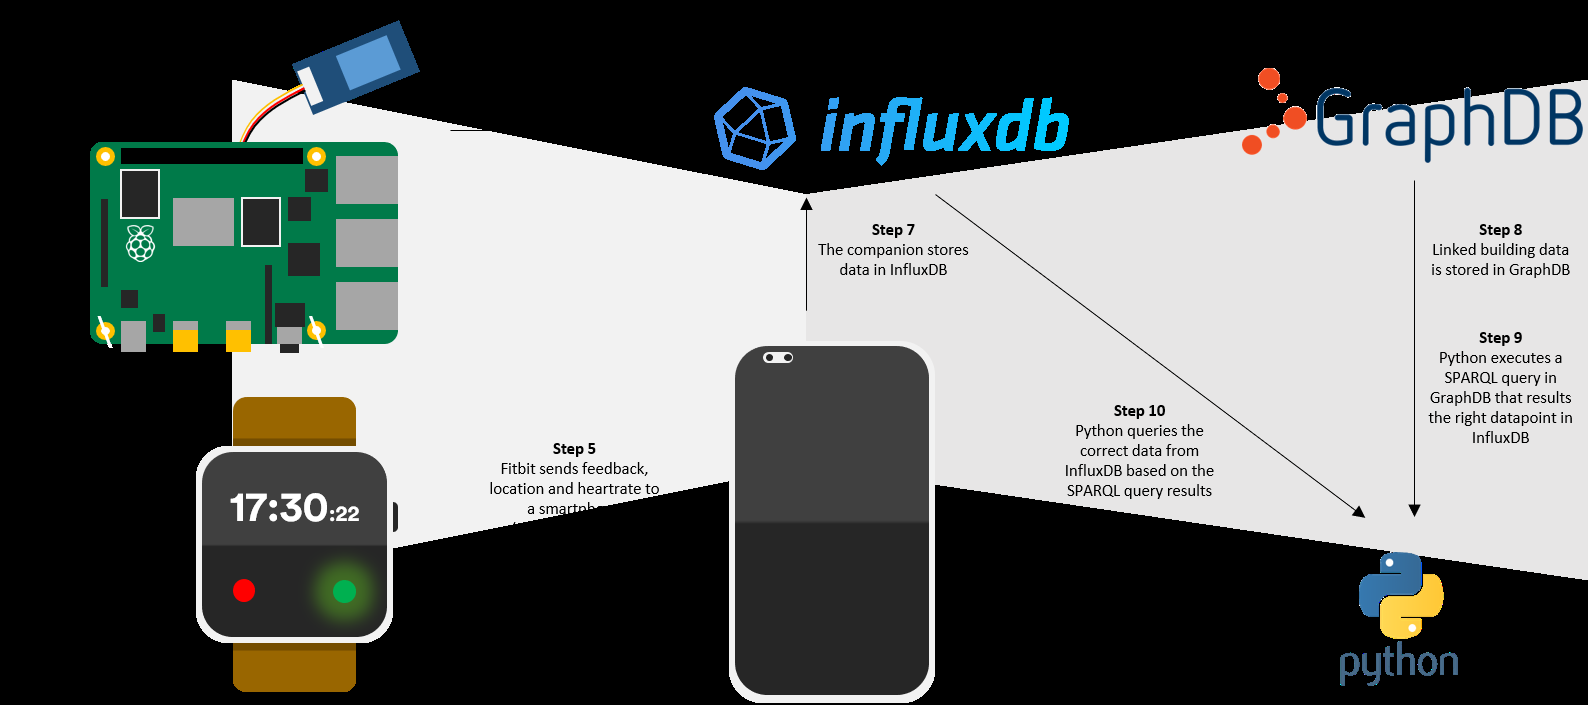 influxdb
GraphDB
Step 7
The companion stores
data in InfluxDB
Step 8
Linked building data
is stored in GraphDB
Step 9
Python executes a
SPARQL query in
GraphDB that results
the right datapoint in
InfluxDB
Step 10
Python queries the
correct data from
InfluxDB based on the
SPARQL query results
Step 5
Fitbit sends feedback,
location and heartrate to
a
17:30:22
python